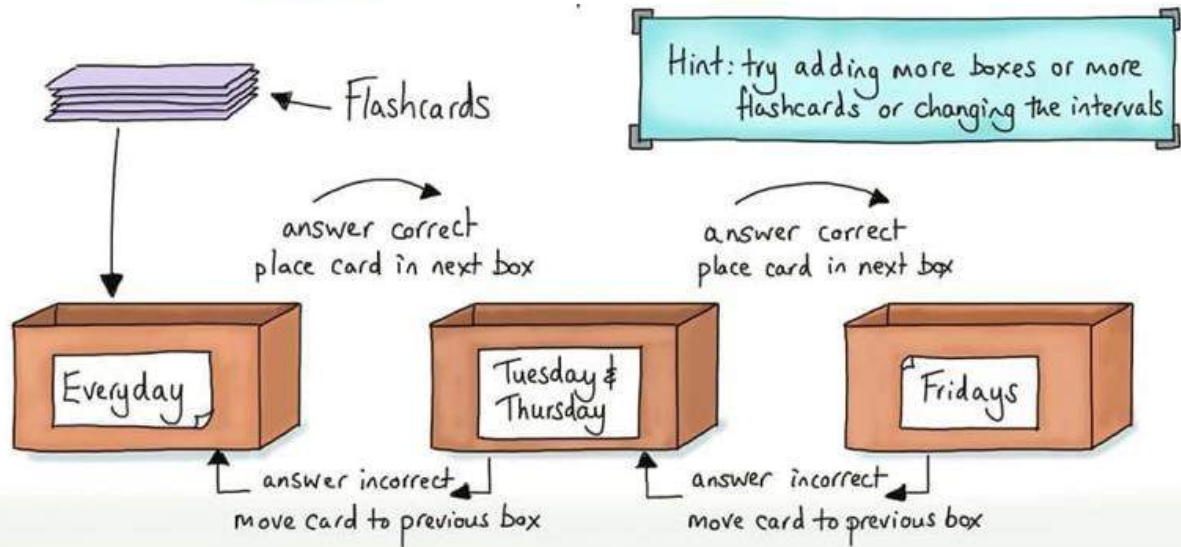 Flashcards
Hint: try adding more boxes or more
flashcards or changing the intervals
answer correct
place card in next box
answer correct
place card in next box
Everyday
Tuesday &
Thursday
Fridays
answer incorrect
move card to previous box
answer incorrect
move card to previous box